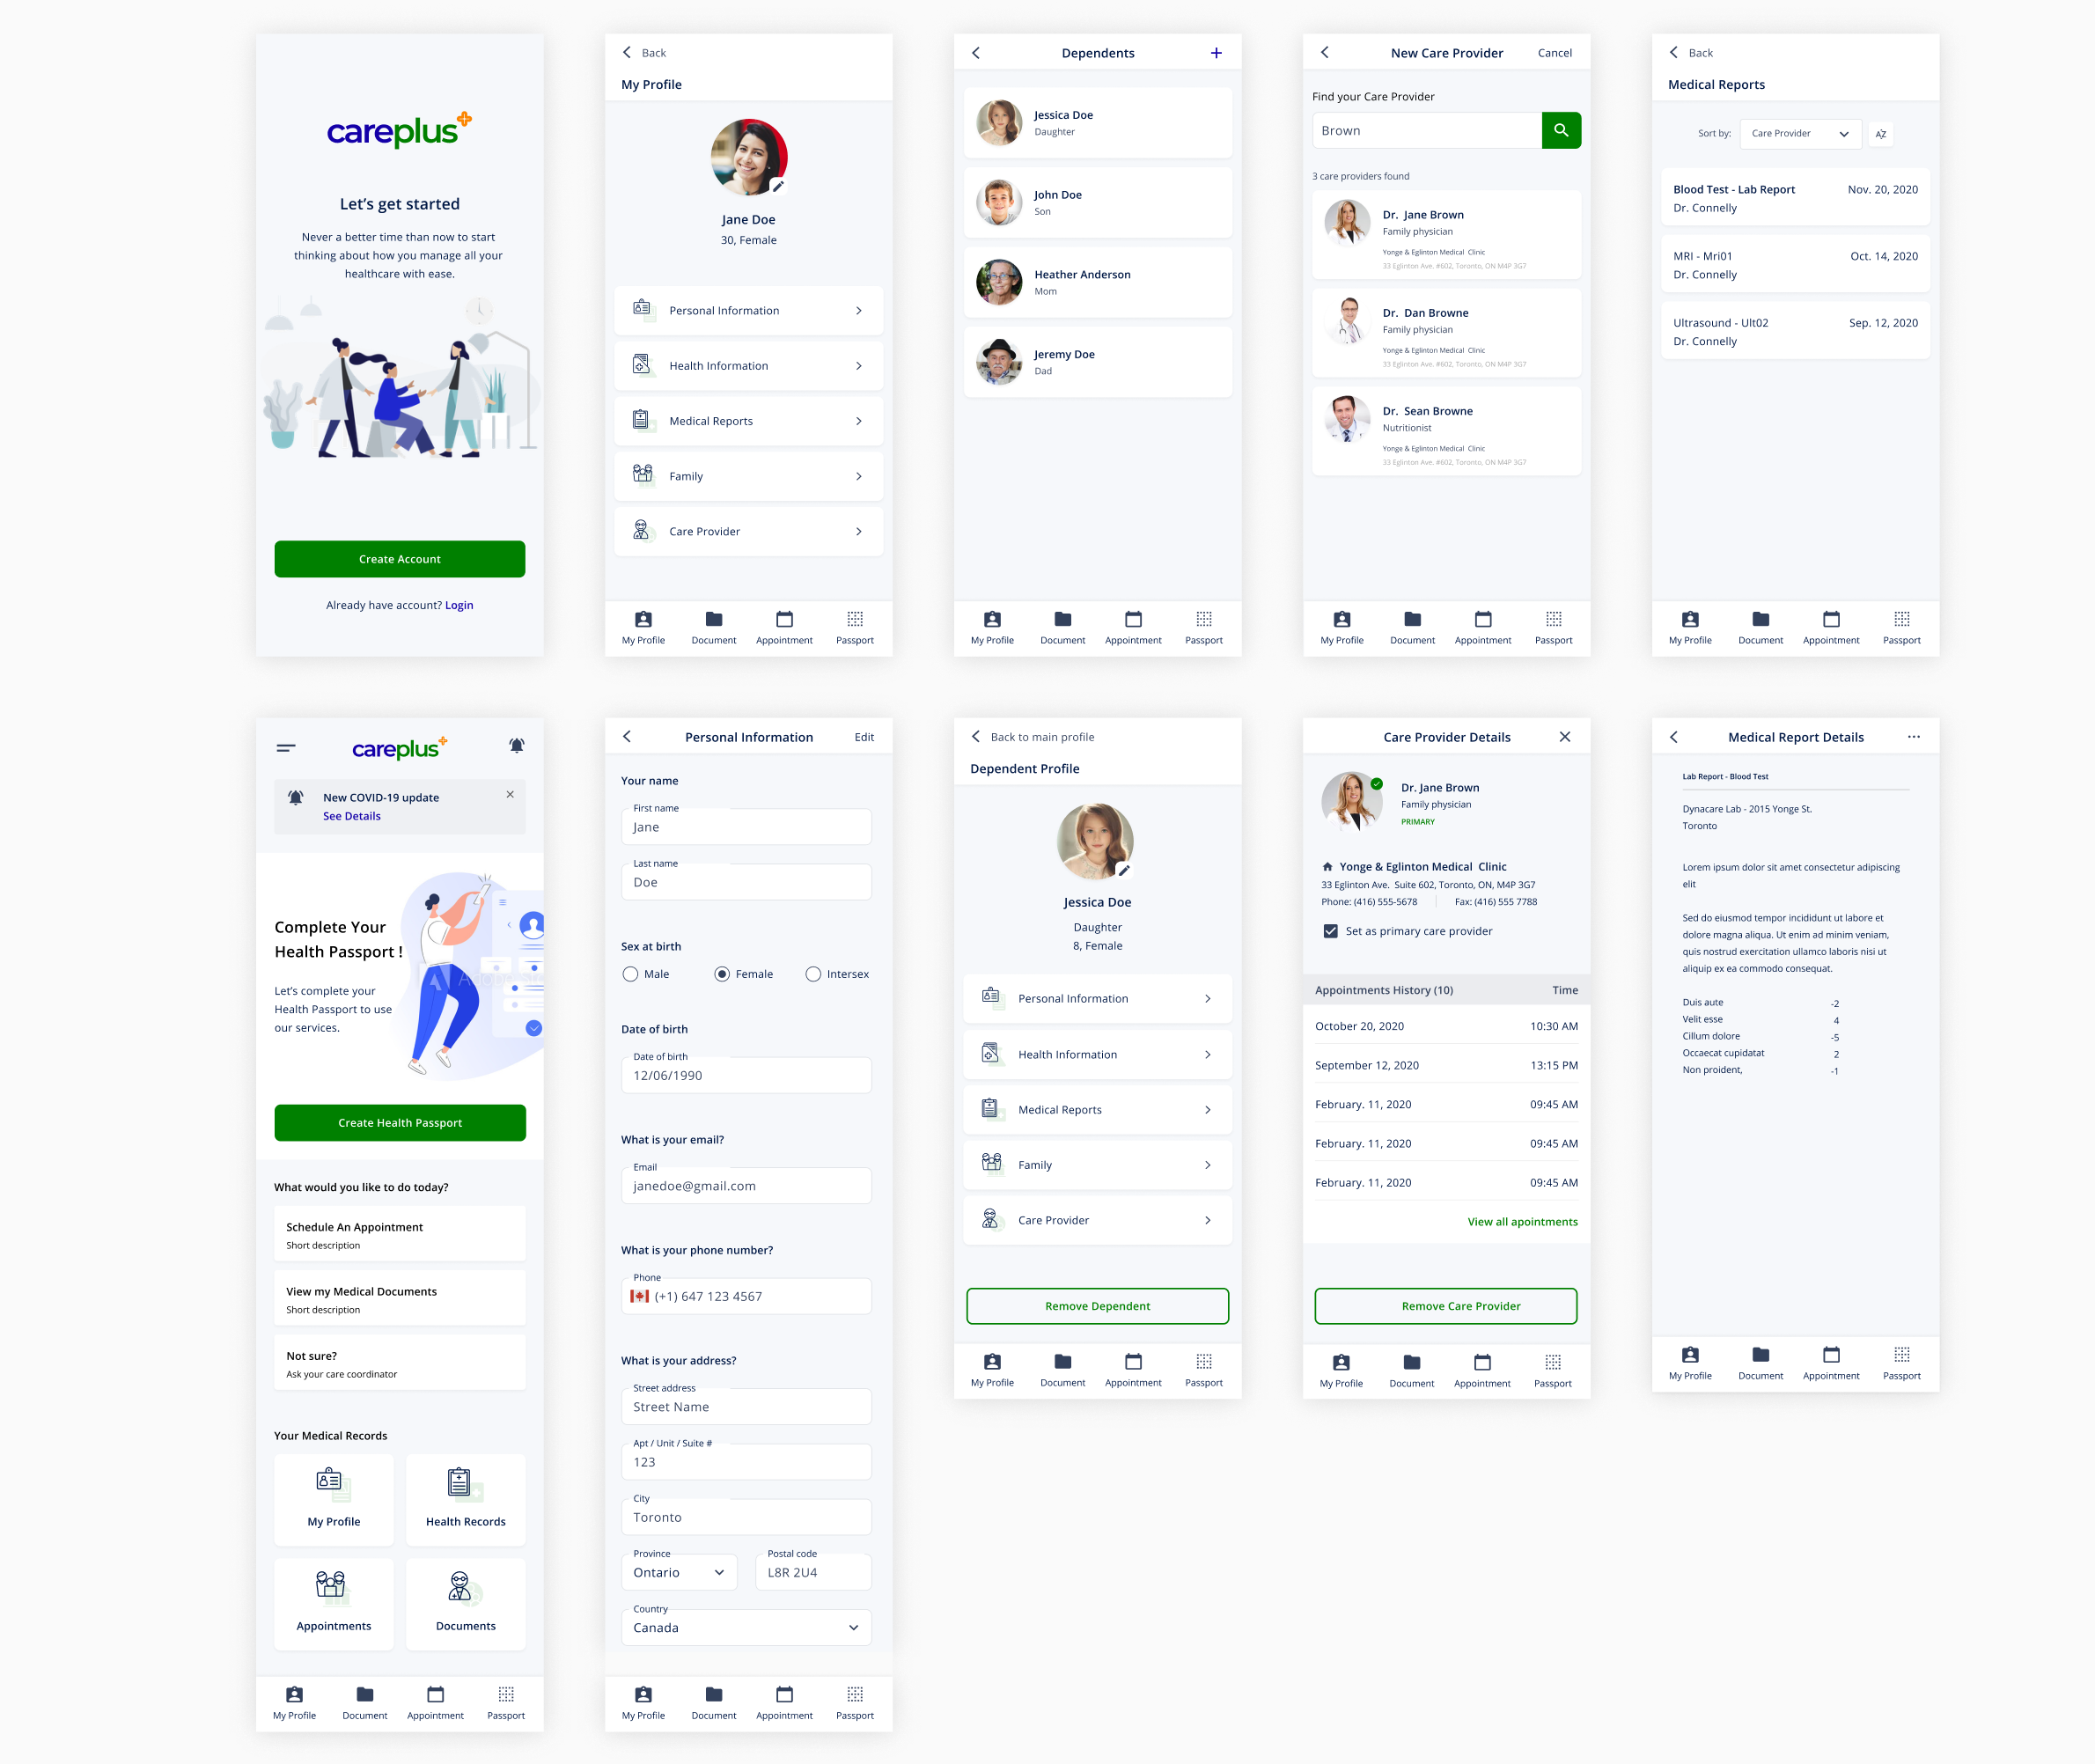 careplus
Let's get started
Never a better time than now to start
thinking about how you manage all your
healthcare with ease.
Create Account
Already have account? Login
Back
My Profile
Jane Doe
30, Female
Personal Information
Health Information
Medical Reports
Family
Care Provider
My Profile Document Appointment Passport
Dependents
Jessica Doe
Daughter
John Doe
Son
Heather Anderson
Mom
Jeremy Doe
Dad
My Profile Document Appointment Passport
New Care Provider Cancel
Find your Care Provider
Brown
3 care providers found
Dr. Jane Brown
Family physician
Yonge & Eglinton Medical Clinic
33 Eglinton Ave. #602, Toronto, ON M4P 3G7
Dr. Dan Browne
Family physician
Yonge & Eglinton Medical Clinic
33 Eglinton Ave. #602, Toronto, ON M4P 3G7
Dr. Sean Browne
Nutritionist
Yonge & Eglinton Medical Clinic
33 Eglinton Ave. #602, Toronto, ON M4P 3G7
My Profile Document Appointment Passport
Back
Medical Reports
Sort by: Care Provider AZ
Blood Test - Lab Report Nov. 20, 2020
Dr. Connelly
MRI - Mri01 Oct. 14, 2020
Dr. Connelly
Ultrasound - Ult02 Sep. 12, 2020
Dr. Connelly
My Profile Document Appointment Passport
careplus
New COVID-19 update
See Details
Complete Your
Health Passport !
Let's complete your
Health Passport to use
our services.
Create Health Passport
What would you like to do today?
Schedule An Appointment
Short description
View my Medical Documents
Short description
Not sure?
Ask your care coordinator
Your Medical Records
My Profile Health Records
Appointments Documents
My Profile Document Appointment Passport
Personal Information Edit
Your name
First name
Jane
Last name
Doe
Sex at birth
Male Female Intersex
Date of birth
Date of birth
12/06/1990
What is your email?
Email
janedoe@gmail.com
What is your phone number?
Phone
(+1) 647 123 4567
What is your address?
Street address
Street Name
Apt / Unit / Suite #
123
City
Toronto
Province Postal code
Ontario L8R 2U4
Country
Canada
My Profile Document Appointment Passport
Back to main profile
Dependent Profile
Jessica Doe
Daughter
8, Female
Personal Information
Health Information
Medical Reports
Family
Care Provider
Remove Dependent
My Profile Document Appointment Passport
Care Provider Details
Dr. Jane Brown
Family physician
PRIMARY
Yonge & Eglinton Medical Clinic
33 Eglinton Ave. Suite 602, Toronto, ON, M4P 3G7
Phone: (416) 555-5678 Fax: (416) 555 7788
Set as primary care provider
Appointments History (10) Time
October 20, 2020 10:30 AM
September 12, 2020 13:15 PM
February. 11, 2020 09:45 AM
February. 11, 2020 09:45 AM
February. 11, 2020 09:45 AM
View all apointments
Remove Care Provider
My Profile Document Appointment Passport
Medical Report Details
Lab Report - Blood Test
Dynacare Lab - 2015 Yonge St.
Toronto
Lorem ipsum dolor sit amet consectetur adipiscing
elit
Sed do eiusmod tempor incididunt ut labore et
dolore magna aliqua. Ut enim ad minim veniam,
quis nostrud exercitation ullamco laboris nisi ut
aliquip ex ea commodo consequat.
Duis aute -2
Velit esse 4
Cillum dolore -5
Occaecat cupidatat 2
Non proident, -1
My Profile Document Appointment Passport